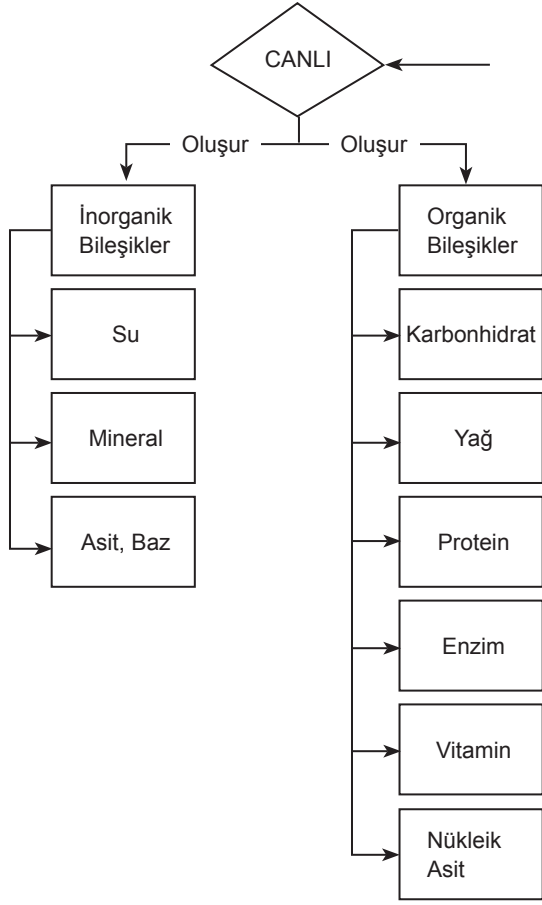 CANLI
Oluşur
Oluşur
İnorganik
Bileşikler
Su
Mineral
Asit, Baz
Organik
Bileşikler
Karbonhidrat
Yağ
Protein
Enzim
Vitamin
Nükleik
Asit